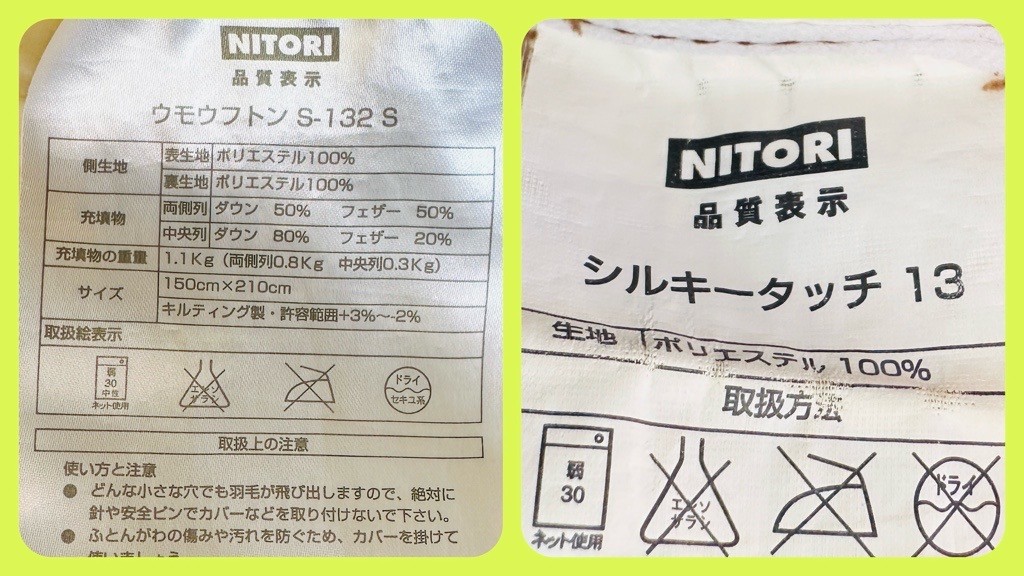 NITORI
品質表示
ウモウフトン S-132 S
側生地 表生地 ポリエステル100%
裏生地 ポリエステル100%
充填物 両側列 ダウン 50% フェザー 50%
中央列 ダウン 80% フェザー 20%
充填物の重量 1.1Kg（両側列0.8Kg 中央列0.3Kg）
サイズ 150cm×210cm
キルティング製・許容範囲+3%〜-2%
取扱絵表示
弱
30
中性
ネット使用
エンソ
サラシ
ドライ
セキユ系
取扱上の注意
使い方と注意
● どんな小さな穴でも羽毛が飛び出しますので、絶対に
針や安全ピンでカバーなどを取り付けないで下さい。
● ふとんがわの傷みや汚れを防ぐため、カバーを掛けて
使いましょう
NITORI
品質表示
シルキータッチ 13
生地 ポリエステル 100%
取扱方法
弱
30
ネット使用
エンソ
サラシ
ドライ